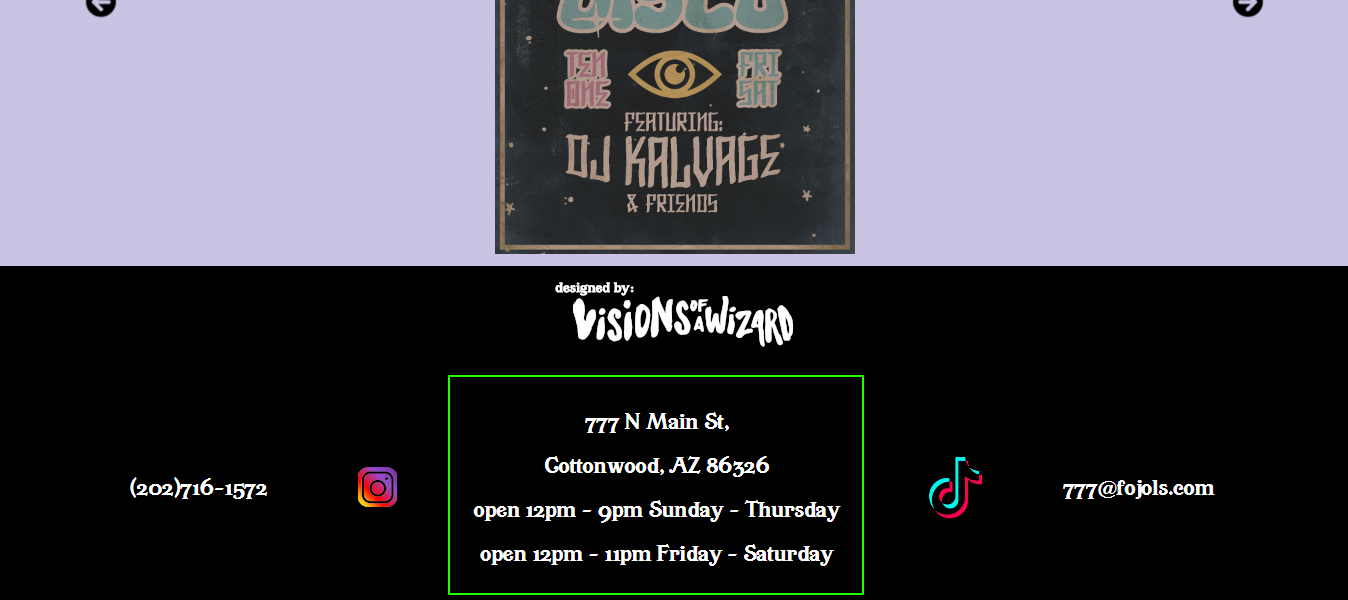 DISCO
TEN
ONE
FRI
SAT
FEATURING:
DJ KALVAGE
& FRIENDS
designed by:
VISIONS OF A WIZARD
777 N Main St,
Cottonwood, AZ 86326
(202)716-1572
777@fojols.com
open 12pm - 9pm Sunday - Thursday
open 12pm - 11pm Friday - Saturday